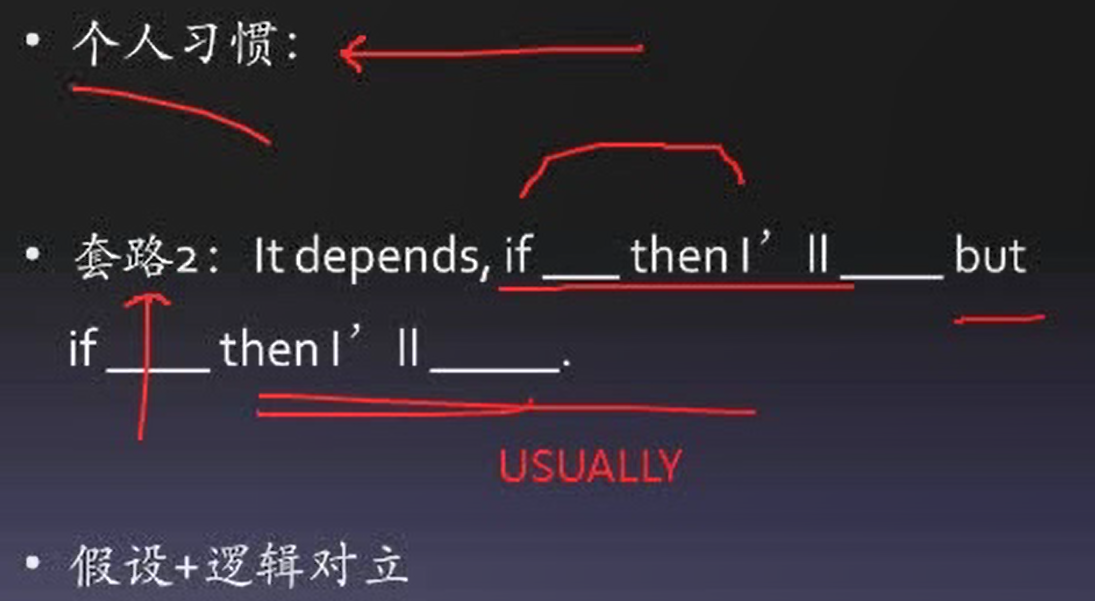 • 个人习惯：
• 套路2：It depends, if ___ then I’ll ____ but
if ____ then I’ll _____.
USUALLY
• 假设+逻辑对立